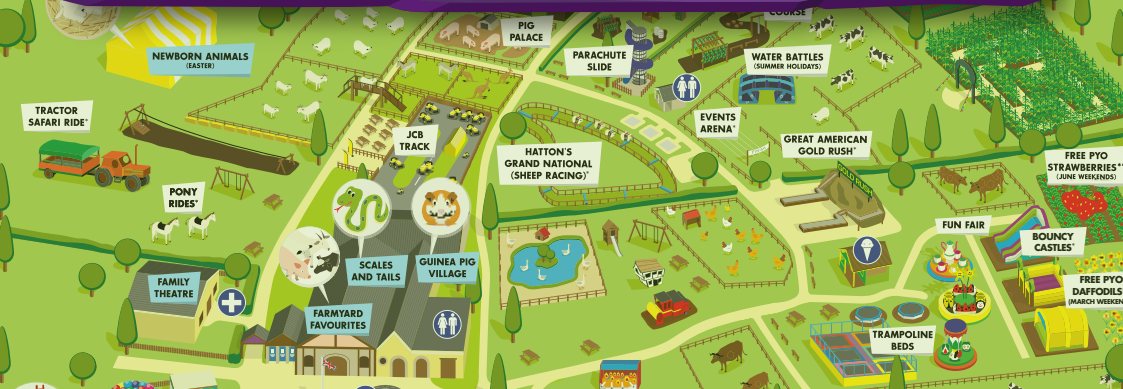 COURSE
PIG
PALACE
NEWBORN ANIMALS
(EASTER)
PARACHUTE
SLIDE
WATER BATTLES
(SUMMER HOLIDAYS)
TRACTOR
SAFARI RIDE*
EVENTS
ARENA*
JCB
TRACK
HATTON'S
GRAND NATIONAL
(SHEEP RACING)*
GREAT AMERICAN
GOLD RUSH*
FREE PYO
STRAWBERRIES*
(JUNE WEEKENDS)
GOLD RUSH
PONY
RIDES*
FUN FAIR
BOUNCY
CASTLES*
SCALES
AND TAILS
GUINEA PIG
VILLAGE
FAMILY
THEATRE
FREE PYO
DAFFODILS
(MARCH WEEKEN
FARMYARD
FAVOURITES
TRAMPOLINE
BEDS